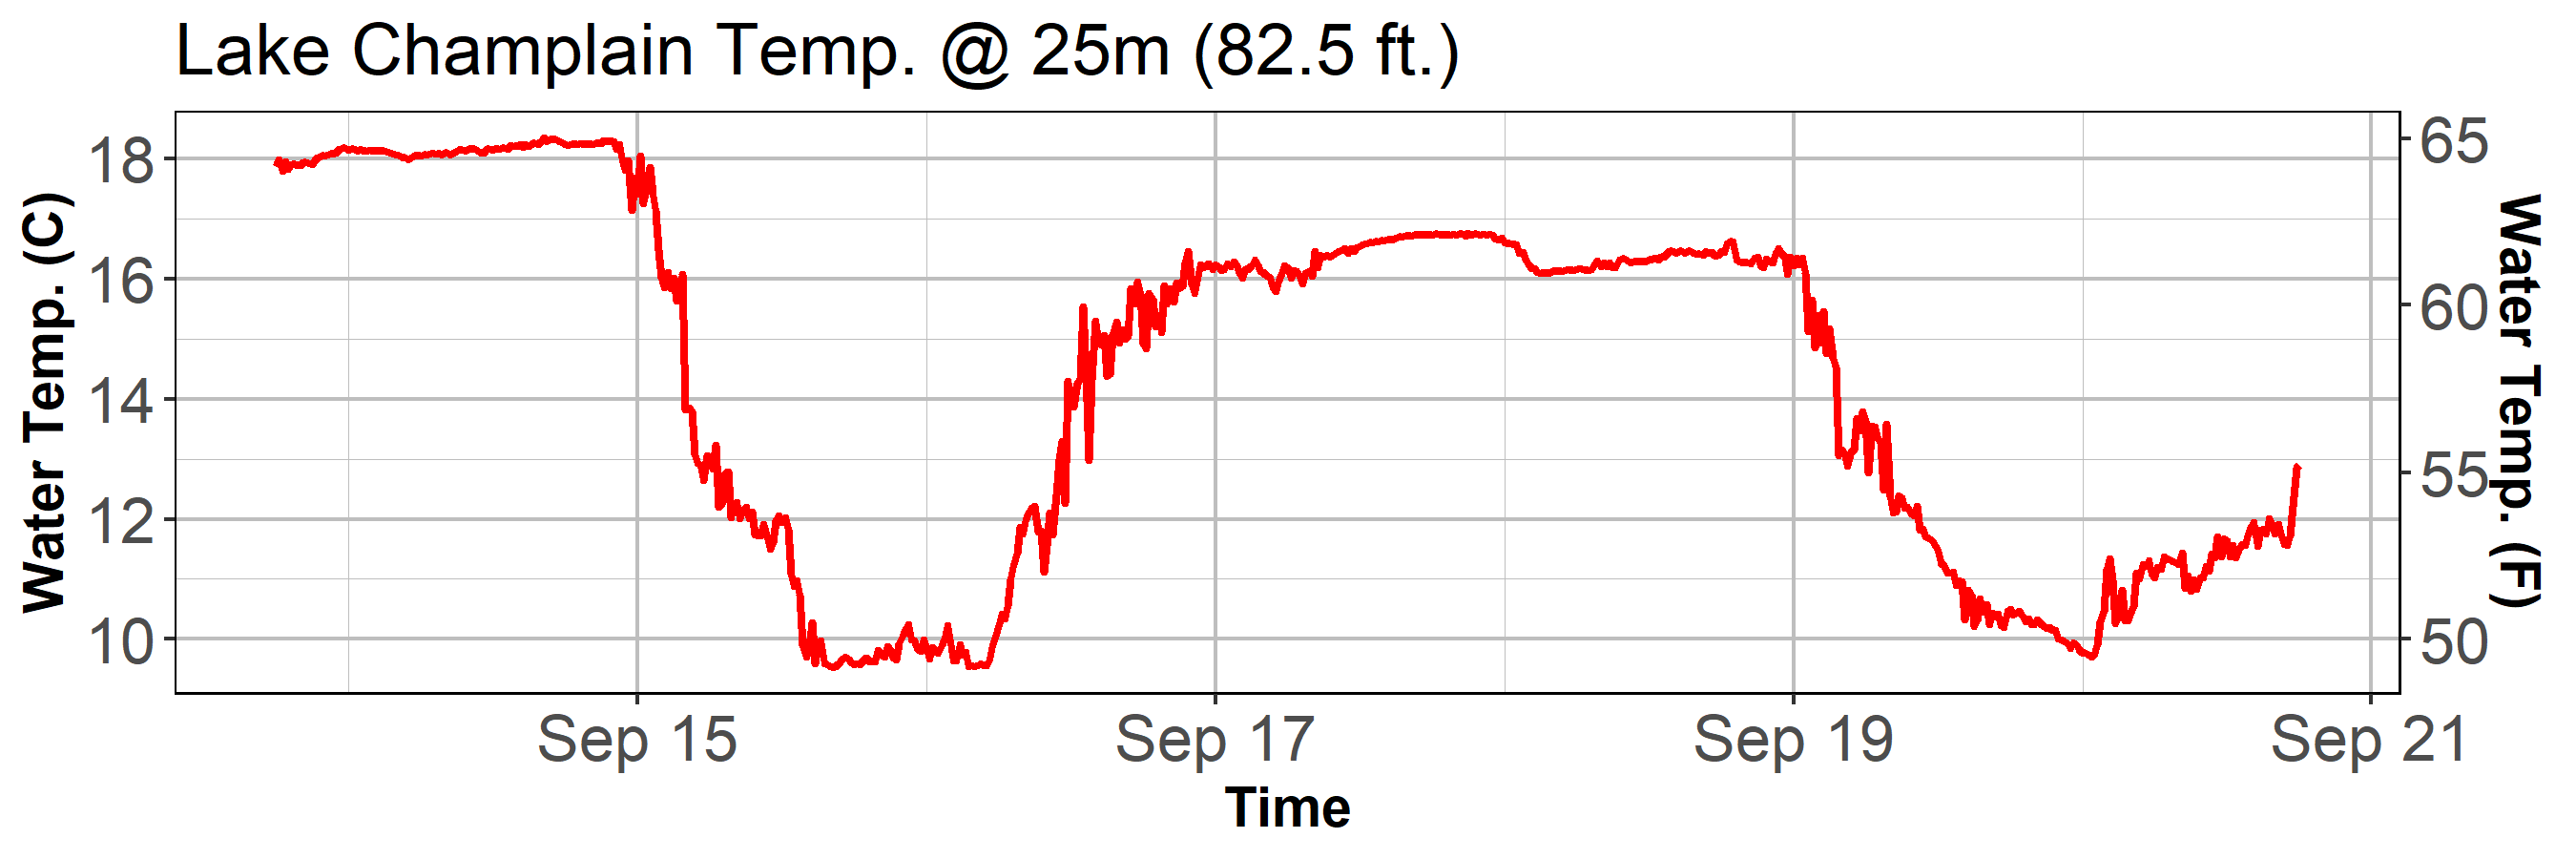 Lake Champlain Temp. @ 25m (82.5 ft.)
Water Temp. (C)
18
16
14
12
10
65
60
55
50
Water Temp. (F)
Sep 15 Sep 17 Sep 19 Sep 21
Time